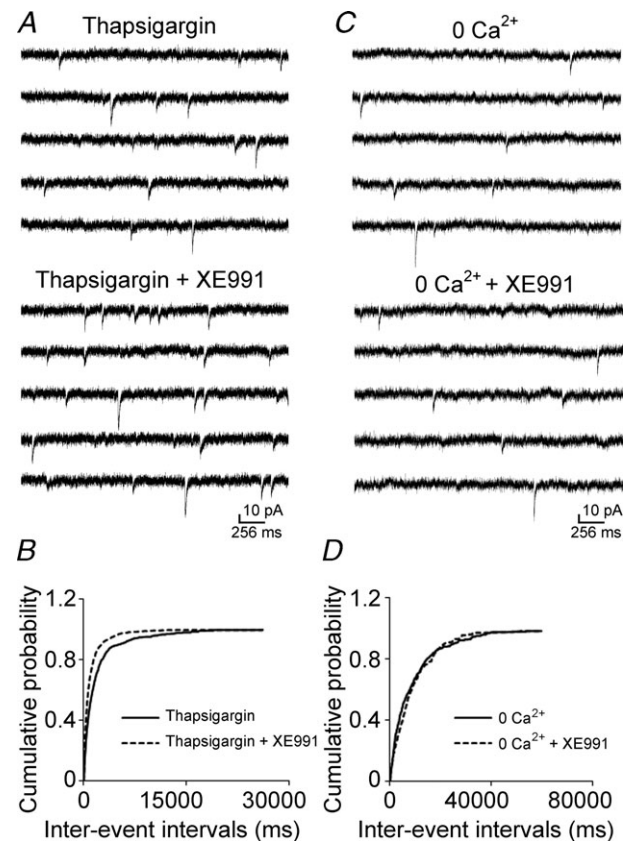 A
Thapsigargin
Thapsigargin + XE991
10 pA
256 ms
C
0 Ca²⁺
0 Ca²⁺ + XE991
10 pA
256 ms
B
Cumulative probability
1.2
0.8
0.4
0
Thapsigargin
Thapsigargin + XE991
0 15000 30000
Inter-event intervals (ms)
D
Cumulative probability
1.2
0.8
0.4
0
0 Ca²⁺
0 Ca²⁺ + XE991
0 40000 80000
Inter-event intervals (ms)